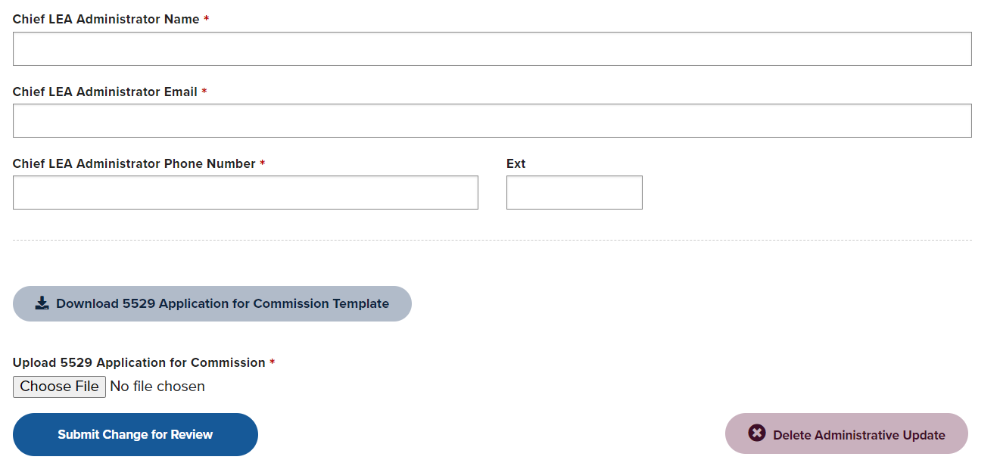 Chief LEA Administrator Name *
Chief LEA Administrator Email *
Chief LEA Administrator Phone Number * Ext
Download 5529 Application for Commission Template
Upload 5529 Application for Commission *
Choose File No file chosen
Submit Change for Review Delete Administrative Update